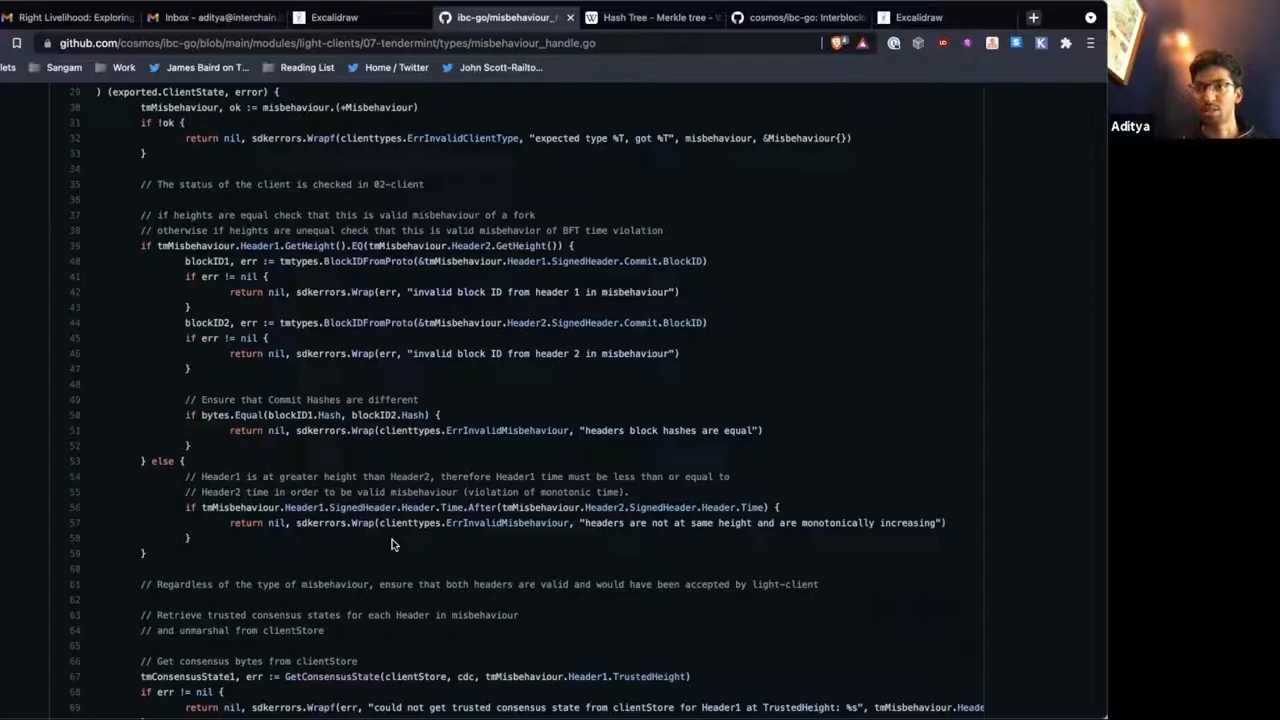 Right Livelihood: Exploring
Inbox – aditya@interchain.
Excalidraw
ibc-go/misbehaviour_
Hash Tree - Merkle tree - W
cosmos/ibc-go: Interblock
Excalidraw
github.com/cosmos/ibc-go/blob/main/modules/light-clients/07-tendermint/types/misbehaviour_handle.go
lets
Sangam
Work
James Baird on T...
Reading List
Home / Twitter
John Scott-Railto...
Aditya
29 ) (exported.ClientState, error) {
30 tmMisbehaviour, ok := misbehaviour.(*Misbehaviour)
31 if !ok {
32 return nil, sdkerrors.Wrapf(clienttypes.ErrInvalidClientType, "expected type %T, got %T", misbehaviour, &Misbehaviour{})
33 }
34
35 // The status of the client is checked in 02-client
36
37 // if heights are equal check that this is valid misbehaviour of a fork
38 // otherwise if heights are unequal check that this is valid misbehavior of BFT time violation
39 if tmMisbehaviour.Header1.GetHeight().EQ(tmMisbehaviour.Header2.GetHeight()) {
40 blockID1, err := tmtypes.BlockIDFromProto(&tmMisbehaviour.Header1.SignedHeader.Commit.BlockID)
41 if err != nil {
42 return nil, sdkerrors.Wrap(err, "invalid block ID from header 1 in misbehaviour")
43 }
44 blockID2, err := tmtypes.BlockIDFromProto(&tmMisbehaviour.Header2.SignedHeader.Commit.BlockID)
45 if err != nil {
46 return nil, sdkerrors.Wrap(err, "invalid block ID from header 2 in misbehaviour")
47 }
48
49 // Ensure that Commit Hashes are different
50 if bytes.Equal(blockID1.Hash, blockID2.Hash) {
51 return nil, sdkerrors.Wrap(clienttypes.ErrInvalidMisbehaviour, "headers block hashes are equal")
52 }
53 } else {
54 // Header1 is at greater height than Header2, therefore Header1 time must be less than or equal to
55 // Header2 time in order to be valid misbehaviour (violation of monotonic time).
56 if tmMisbehaviour.Header1.SignedHeader.Header.Time.After(tmMisbehaviour.Header2.SignedHeader.Header.Time) {
57 return nil, sdkerrors.Wrap(clienttypes.ErrInvalidMisbehaviour, "headers are not at same height and are monotonically increasing")
58 }
59 }
60
61 // Regardless of the type of misbehaviour, ensure that both headers are valid and would have been accepted by light-client
62
63 // Retrieve trusted consensus states for each Header in misbehaviour
64 // and unmarshal from clientStore
65
66 // Get consensus bytes from clientStore
67 tmConsensusState1, err := GetConsensusState(clientStore, cdc, tmMisbehaviour.Header1.TrustedHeight)
68 if err != nil {
69 return nil, sdkerrors.Wrapf(err, "could not get trusted consensus state from clientStore for Header1 at TrustedHeight: %s", tmMisbehaviour.Heade